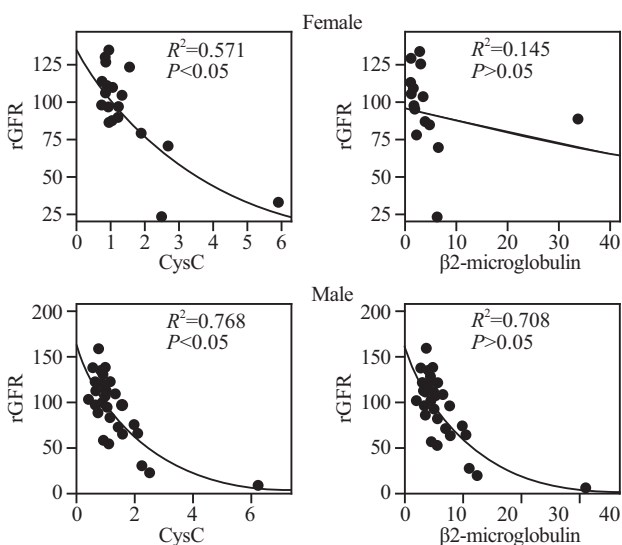 Female
R²=0.571
P<0.05
125
100
75
50
25
rGFR
0 1 2 3 4 5 6
CysC
R²=0.145
P>0.05
125
100
75
50
25
rGFR
0 10 20 30 40
β2-microglobulin
Male
R²=0.768
P<0.05
200
150
100
50
0
rGFR
0 2 4 6
CysC
R²=0.708
P>0.05
200
150
100
50
0
rGFR
0 10 20 30 40
β2-microglobulin